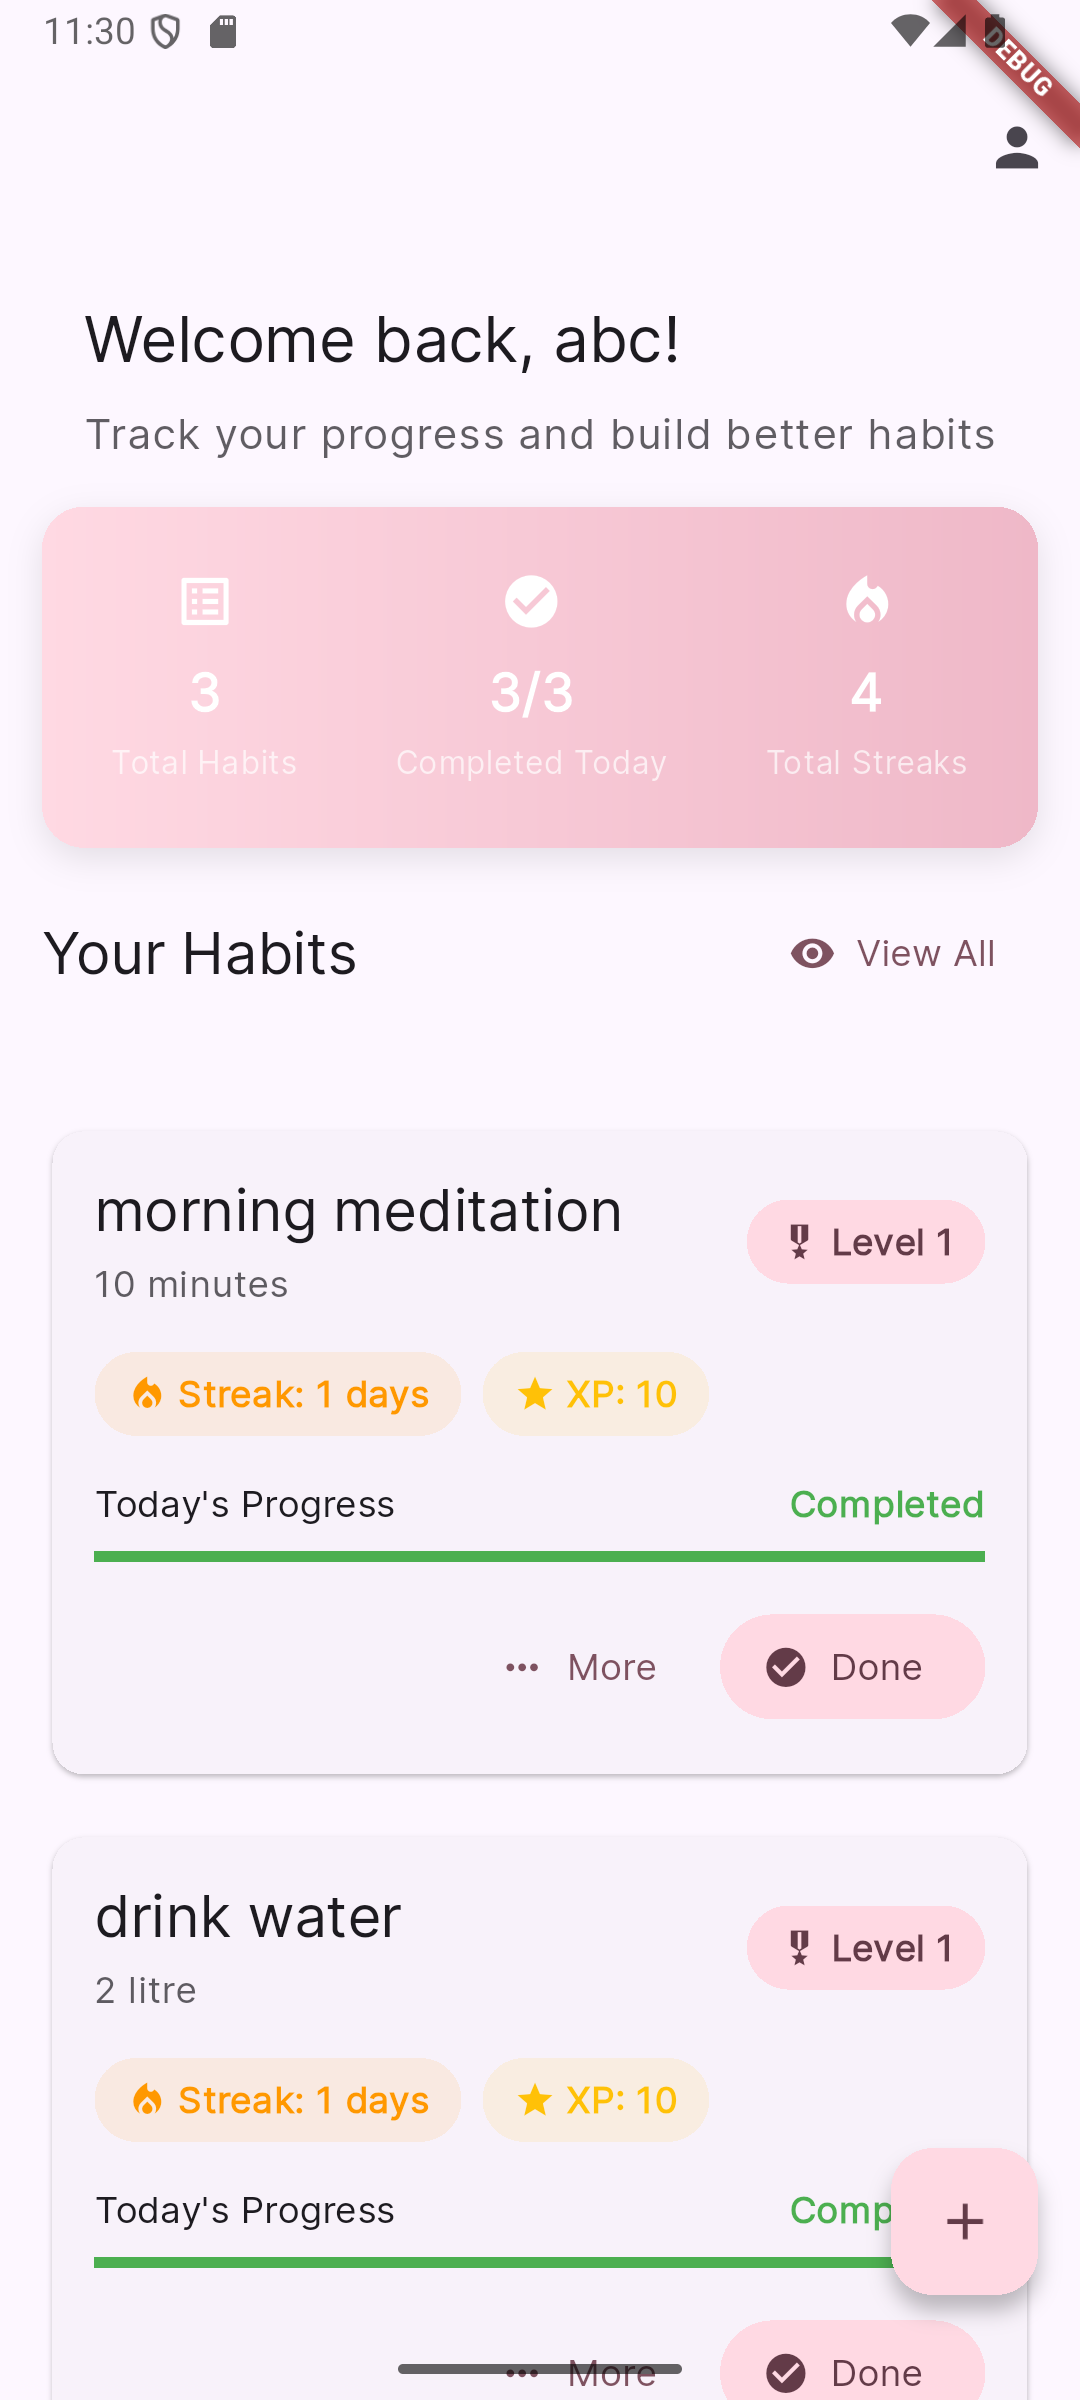 11:30
DEBUG
Welcome back, abc!
Track your progress and build better habits
3 3/3 4
Total Habits Completed Today Total Streaks
Your Habits View All
morning meditation
Level 1
10 minutes
Streak: 1 days XP: 10
Today's Progress Completed
More Done
drink water
Level 1
2 litre
Streak: 1 days XP: 10
Today's Progress Comp
More Done